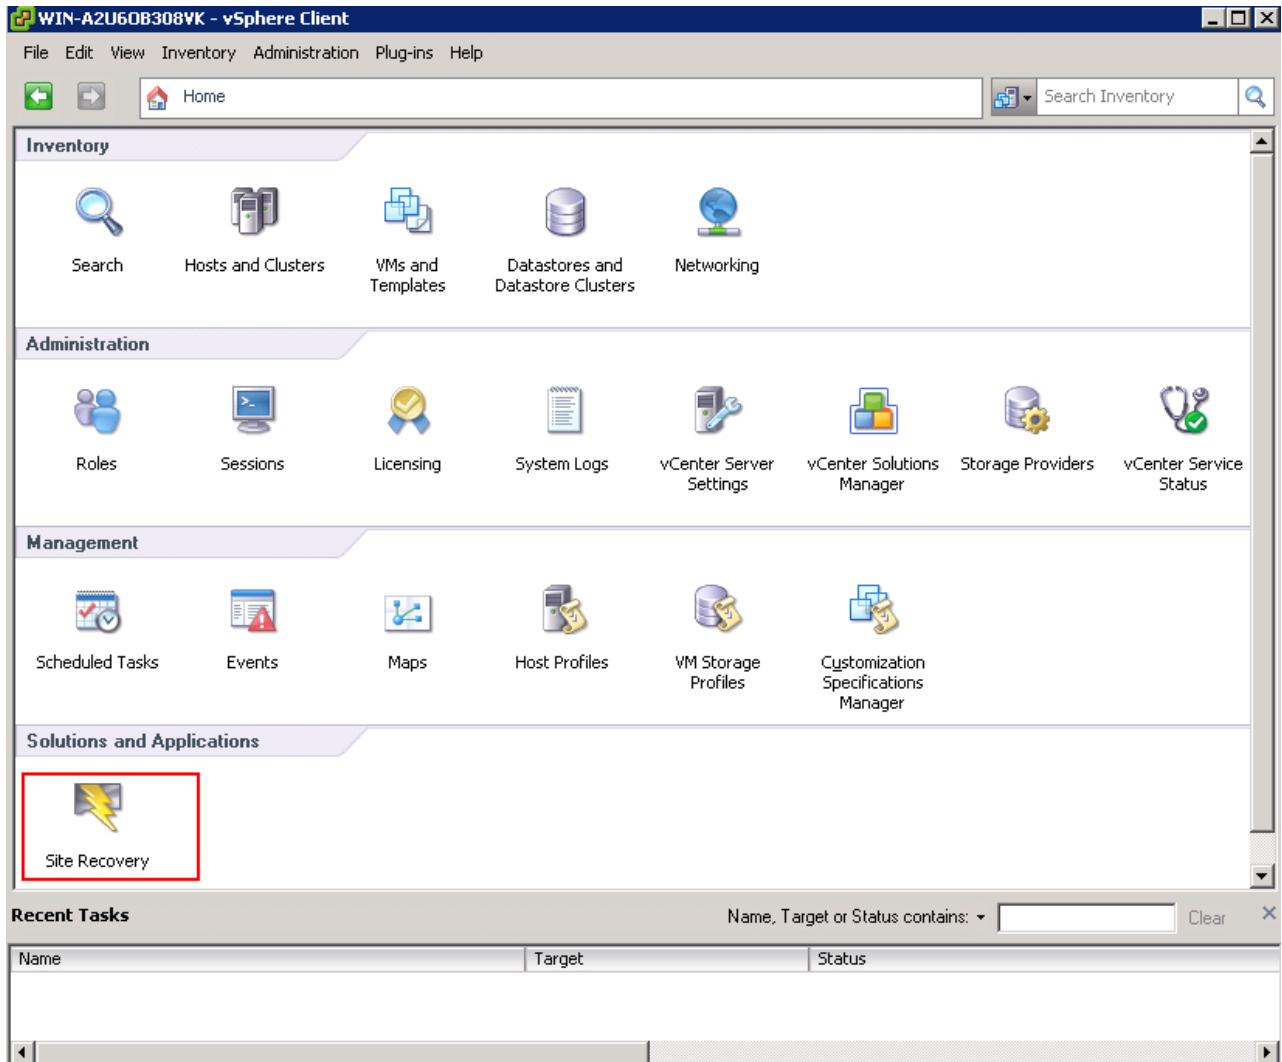 WIN-A2U6OB308VK - vSphere Client
File Edit View Inventory Administration Plug-ins Help
Home
Search Inventory
Inventory
Search
Hosts and Clusters
VMs and
Templates
Datastores and
Datastore Clusters
Networking
Administration
Roles
Sessions
Licensing
System Logs
vCenter Server
Settings
vCenter Solutions
Manager
Storage Providers
vCenter Service
Status
Management
Scheduled Tasks
Events
Maps
Host Profiles
VM Storage
Profiles
Customization
Specifications
Manager
Solutions and Applications
Site Recovery
Recent Tasks
Name, Target or Status contains:
Clear
Name Target Status